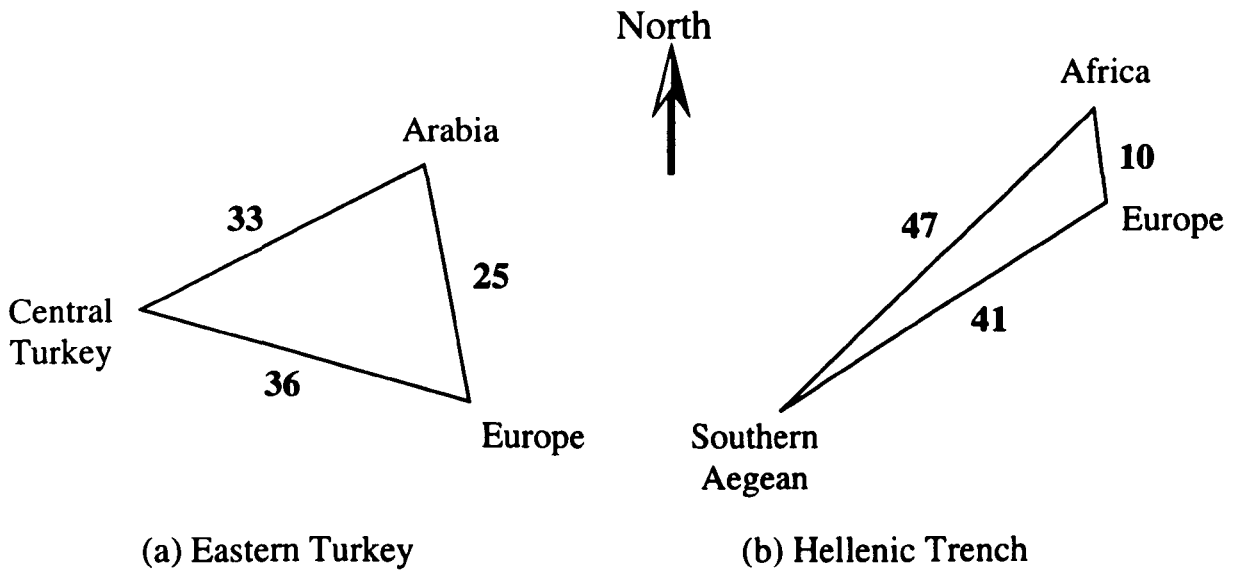 North
Africa
Arabia
10
33
47
Europe
25
Central
Turkey
41
36
Europe
Southern
Aegean
(a) Eastern Turkey
(b) Hellenic Trench